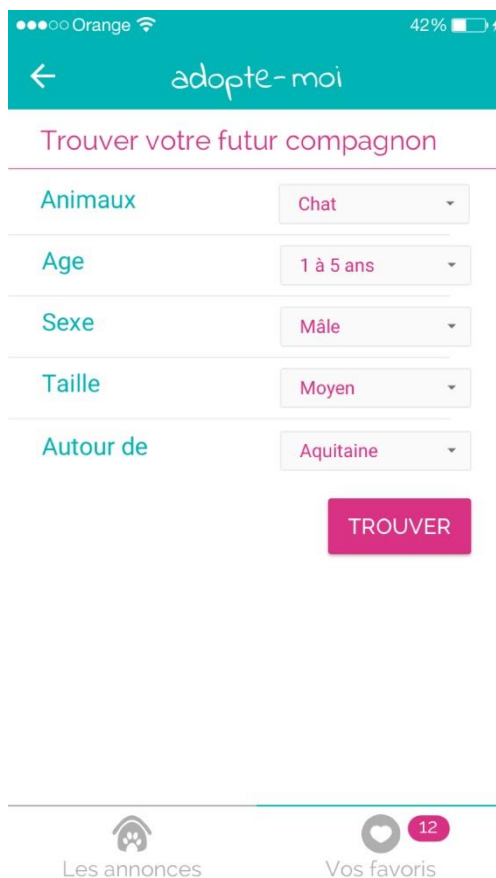 Orange 42%
adopte-moi
Trouver votre futur compagnon
Animaux Chat
Age 1 à 5 ans
Sexe Mâle
Taille Moyen
Autour de Aquitaine
TROUVER
12
Les annonces Vos favoris